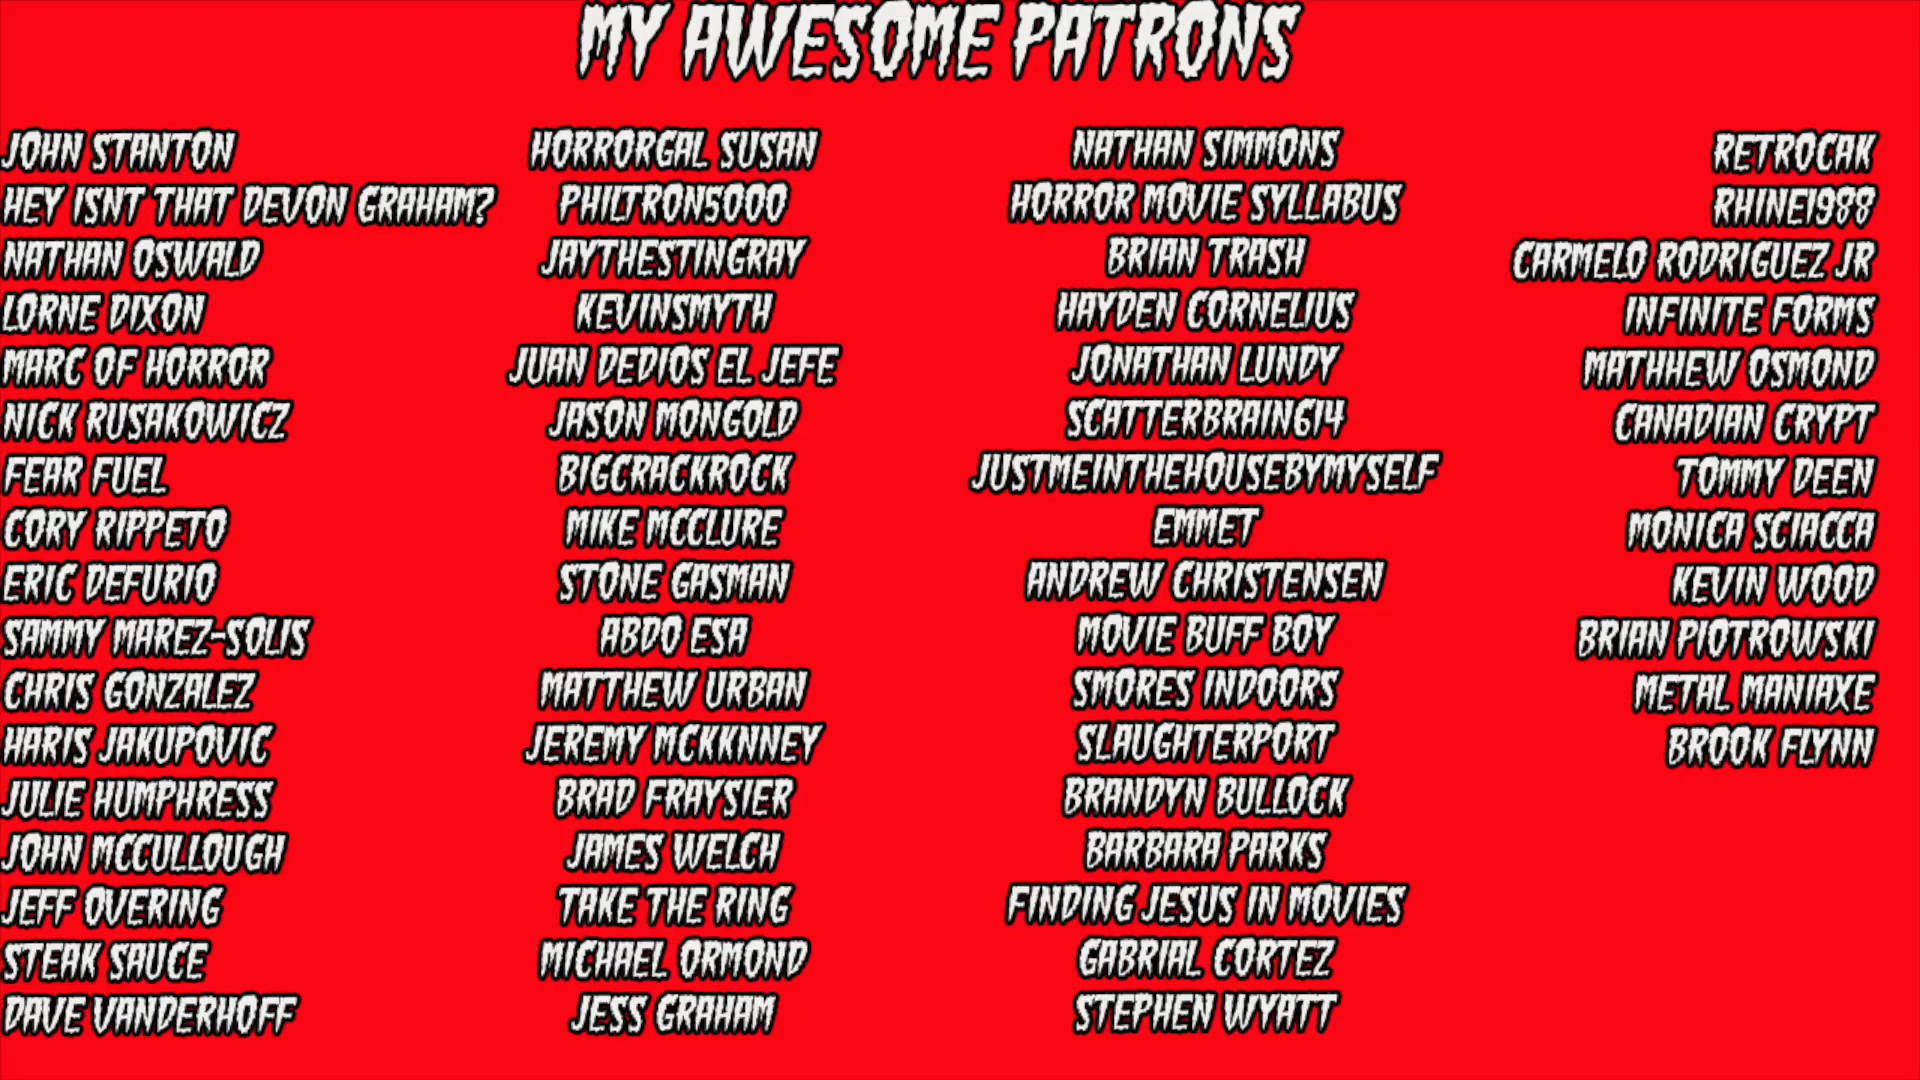 MY AWESOME PATRONS
JOHN STANTON
HEY ISNT THAT DEVON GRAHAM?
NATHAN OSWALD
LORNE DIXON
MARC OF HORROR
NICK RUSAKOWICZ
FEAR FUEL
CORY RIPPETO
ERIC DEFURIO
SAMMY MAREZ-SOLIS
CHRIS GONZALEZ
HARIS JAKUPOVIC
JULIE HUMPHRESS
JOHN MCCULLOUGH
JEFF OVERING
STEAK SAUCE
DAVE VANDERHOFF
HORRORGAL SUSAN
PHILTRON5000
JAYTHESTINGRAY
KEVINSMYTH
JUAN DEDIOS EL JEFE
JASON MONGOLD
BIGCRACKROCK
MIKE MCCLURE
STONE GASMAN
ABDO ESA
MATTHEW URBAN
JEREMY MCKKNNEY
BRAD FRAYSIER
JAMES WELCH
TAKE THE RING
MICHAEL ORMOND
JESS GRAHAM
NATHAN SIMMONS
HORROR MOVIE SYLLABUS
BRIAN TRASH
HAYDEN CORNELIUS
JONATHAN LUNDY
SCATTERBRAIN614
JUSTMEINTHEHOUSEBYMYSELF
EMMET
ANDREW CHRISTENSEN
MOVIE BUFF BOY
SMORES INDOORS
SLAUGHTERPORT
BRANDYN BULLOCK
BARBARA PARKS
FINDING JESUS IN MOVIES
GABRIAL CORTEZ
STEPHEN WYATT
RETROCAK
RHINE1988
CARMELO RODRIGUEZ JR
INFINITE FORMS
MATHHEW OSMOND
CANADIAN CRYPT
TOMMY DEEN
MONICA SCIACCA
KEVIN WOOD
BRIAN PIOTROWSKI
METAL MANIAXE
BROOK FLYNN